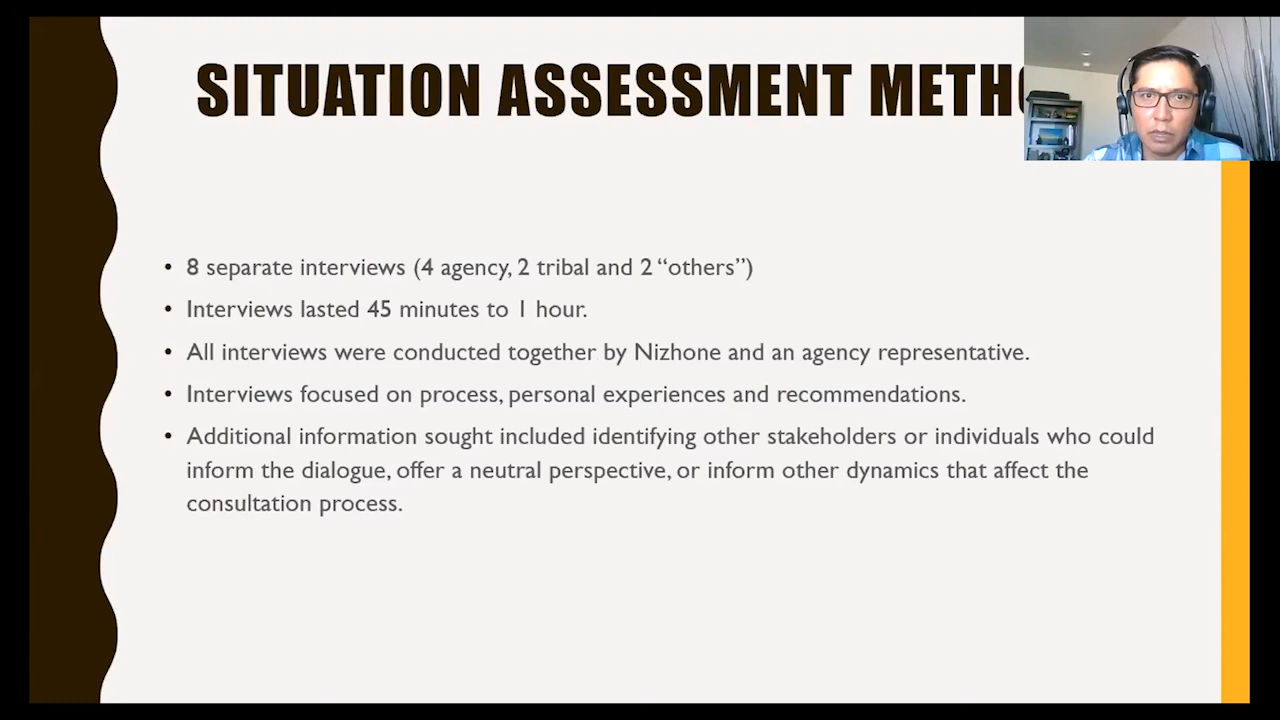 SITUATION ASSESSMENT
• 8 separate interviews (4 agency, 2 tribal and 2 “others”)
• Interviews lasted 45 minutes to 1 hour.
• All interviews were conducted together by Nizhone and an agency representative.
• Interviews focused on process, personal experiences and recommendations.
• Additional information sought included identifying other stakeholders or individuals who could
inform the dialogue, offer a neutral perspective, or inform other dynamics that affect the
consultation process.